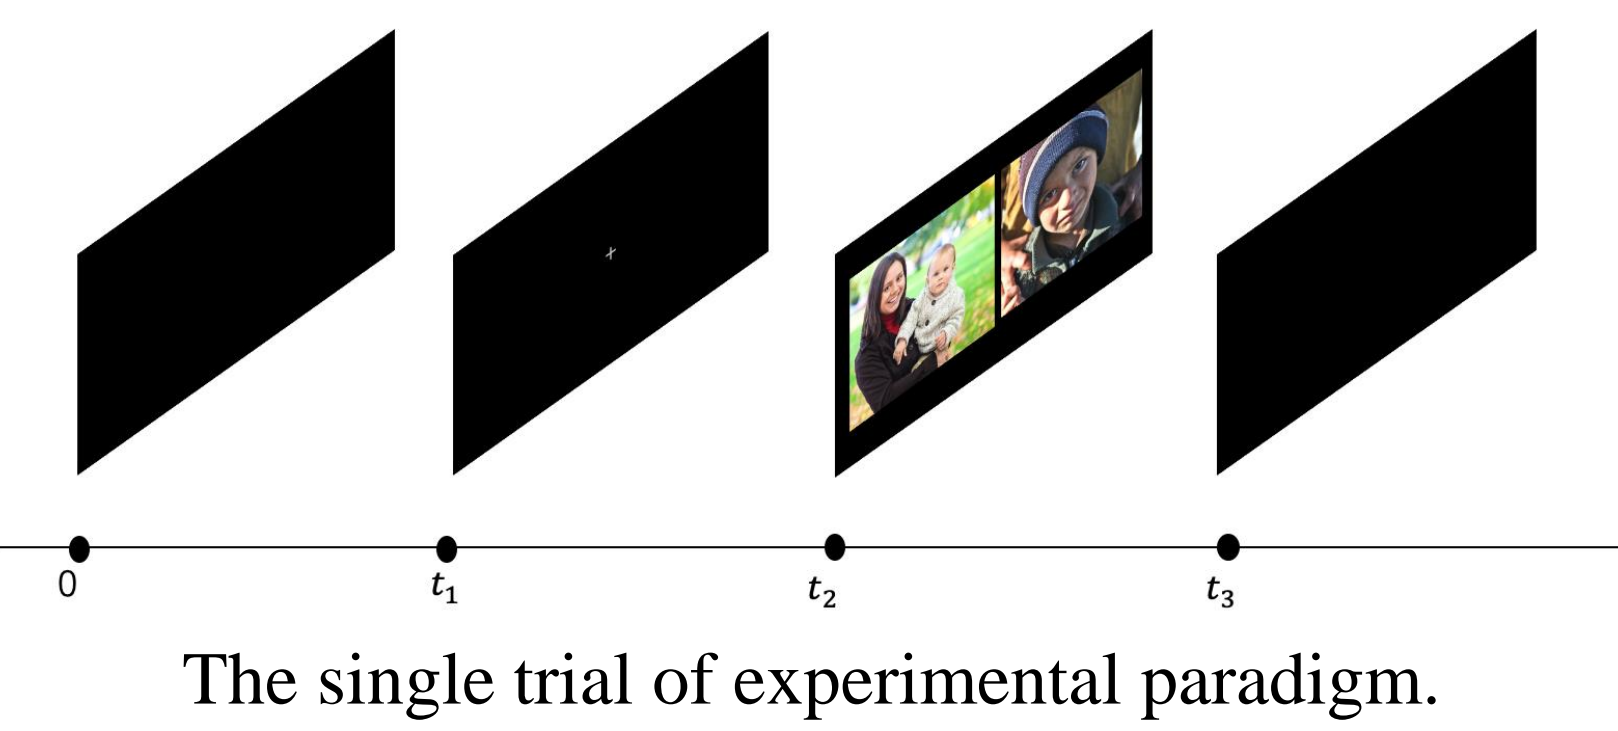 0 t₁ t₂ t₃
The single trial of experimental paradigm.